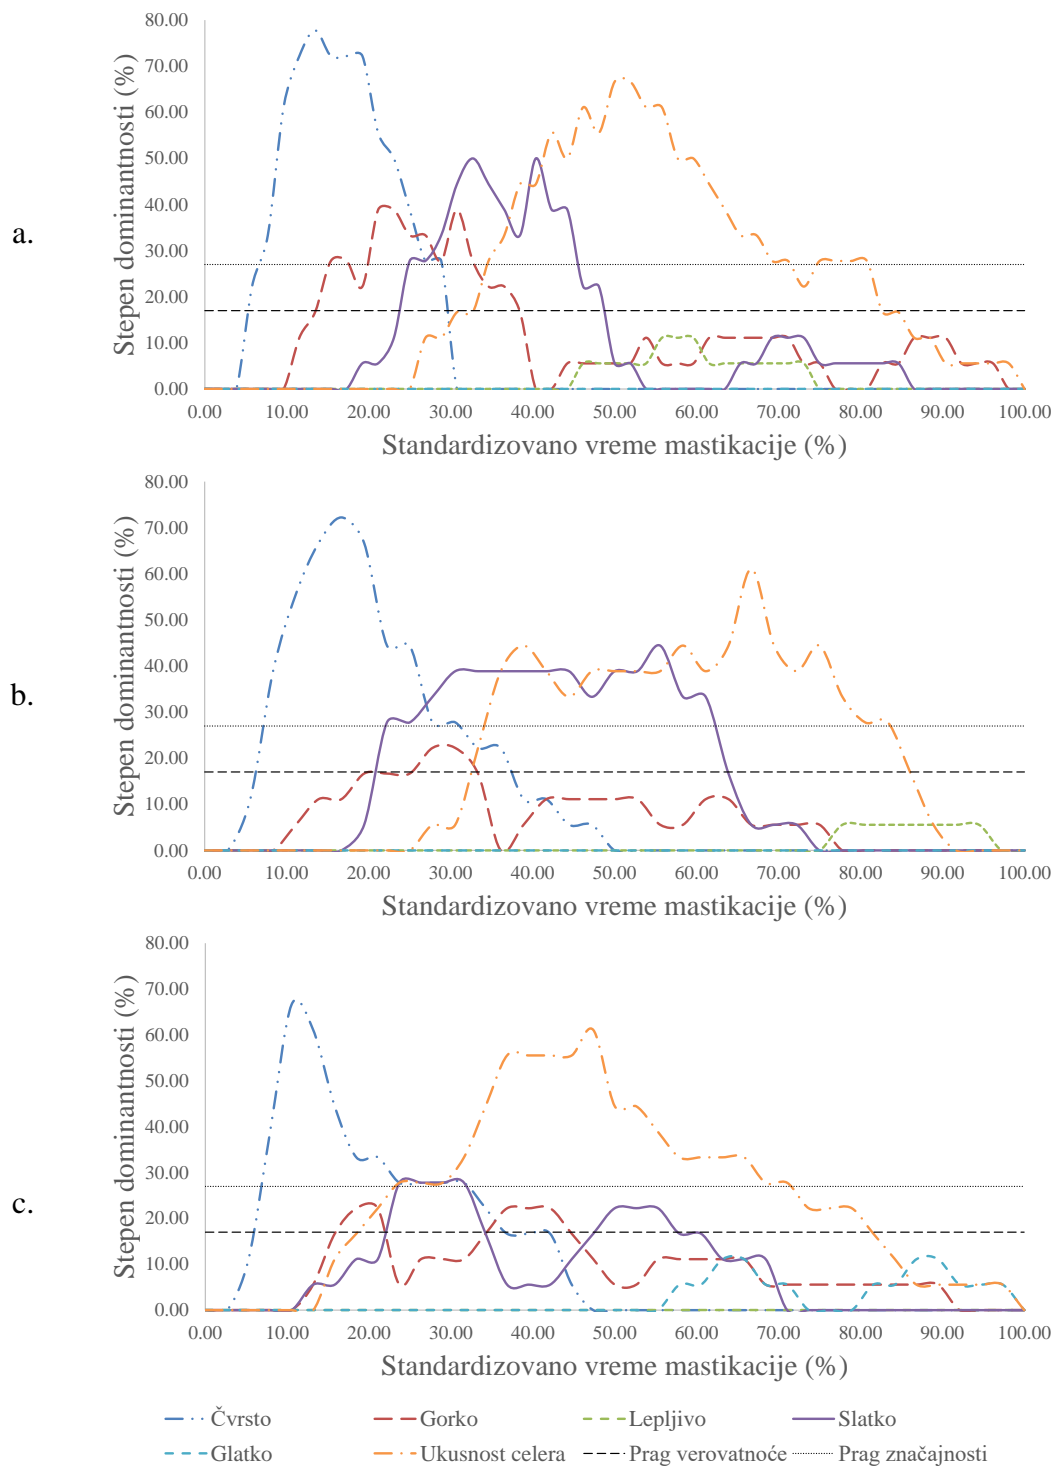 a.
Stepen dominantnosti (%)
80.00
70.00
60.00
50.00
40.00
30.00
20.00
10.00
0.00
0.00 10.00 20.00 30.00 40.00 50.00 60.00 70.00 80.00 90.00 100.00
Standardizovano vreme mastikacije (%)
b.
Stepen dominantnosti (%)
80.00
70.00
60.00
50.00
40.00
30.00
20.00
10.00
0.00
0.00 10.00 20.00 30.00 40.00 50.00 60.00 70.00 80.00 90.00 100.00
Standardizovano vreme mastikacije (%)
c.
Stepen dominantnosti (%)
80.00
70.00
60.00
50.00
40.00
30.00
20.00
10.00
0.00
0.00 10.00 20.00 30.00 40.00 50.00 60.00 70.00 80.00 90.00 100.00
Standardizovano vreme mastikacije (%)
Čvrsto Gorko Lepljivo Slatko
Glatko Ukusnost celera Prag verovatnoće Prag značajnosti